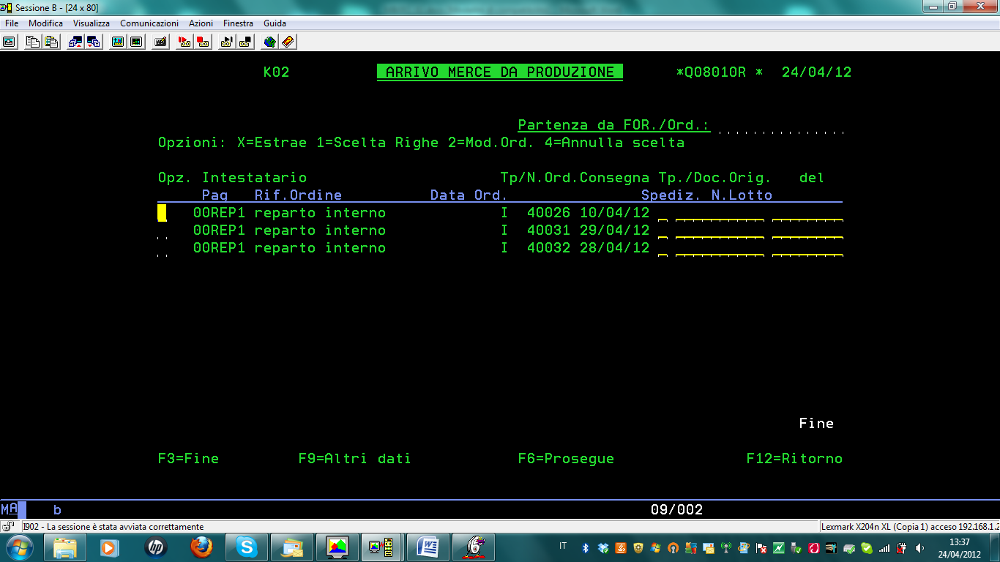 Sessione B - [24 x 80]
File Modifica Visualizza Comunicazioni Azioni Finestra Guida
K02 ARRIVO MERCE DA PRODUZIONE *Q08010R * 24/04/12
Partenza da FOR./Ord.:
Opzioni: X=Estrae 1=Scelta Righe 2=Mod.Ord. 4=Annulla scelta
Opz. Intestatario Tp/N.Ord.Consegna Tp./Doc.Orig. del
Pag Rif.Ordine Data Ord. Spediz. N.Lotto
00REP1 reparto interno I 40026 10/04/12
00REP1 reparto interno I 40031 29/04/12
00REP1 reparto interno I 40032 28/04/12
Fine
F3=Fine F9=Altri dati F6=Prosegue F12=Ritorno
MA b 09/002
I902 - La sessione è stata avviata correttamente Lexmark X204n XL (Copia 1) acceso 192.168.1.2
IT 13:37
24/04/2012